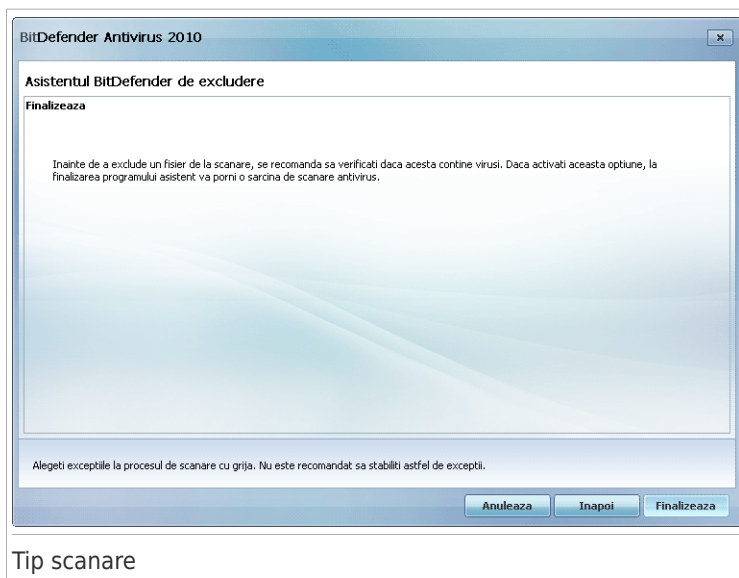 BitDefender Antivirus 2010
x
Asistentul BitDefender de excludere
Finalizeaza
Inainte de a exclude un fisier de la scanare, se recomanda sa verificati daca acesta contine virusi. Daca activati aceasta optiune, la
finalizarea programului asistent va porni o sarcina de scanare antivirus.
Alegeti exceptiile la procesul de scanare cu grija. Nu este recomandat sa stabiliti astfel de exceptii.
Anuleaza Inapoi Finalizeaza
Tip scanare